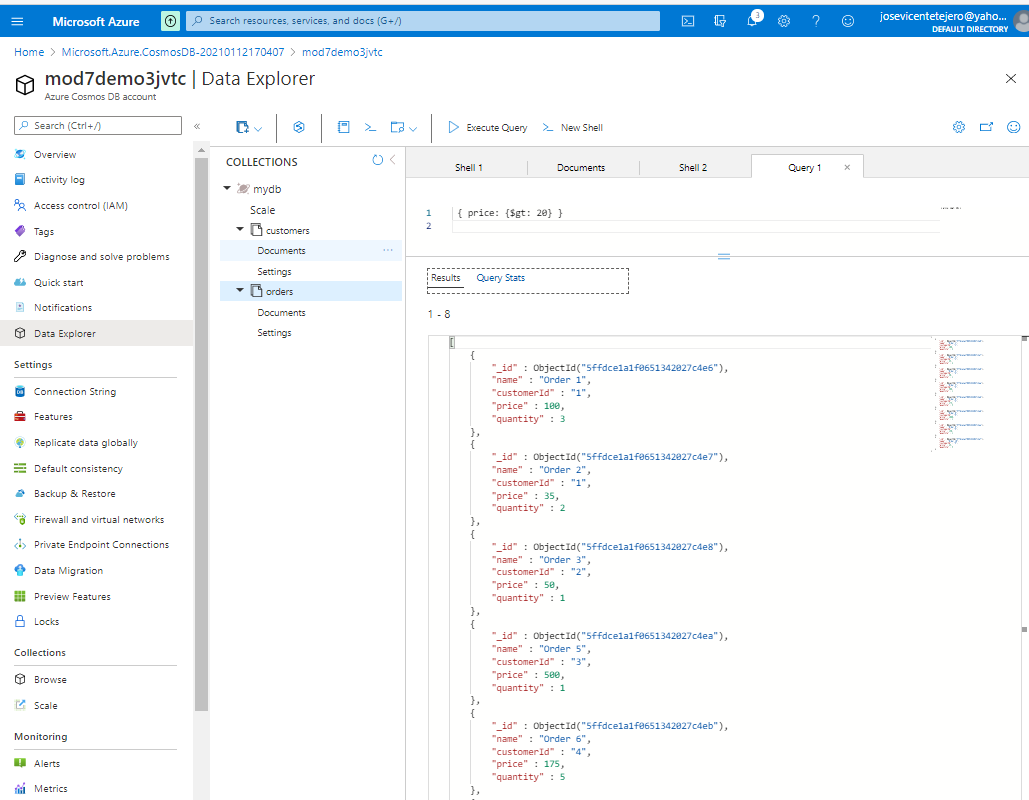 Microsoft Azure
Search resources, services, and docs (G+/)
3
josevicentetejero@yaho...
DEFAULT DIRECTORY
Home > Microsoft.Azure.CosmosDB-20210112170407 > mod7demo3jvtc
mod7demo3jvtc | Data Explorer
Azure Cosmos DB account
Search (Ctrl+/)
Overview
Activity log
Access control (IAM)
Tags
Diagnose and solve problems
Quick start
Notifications
Data Explorer
Settings
Connection String
Features
Replicate data globally
Default consistency
Backup & Restore
Firewall and virtual networks
Private Endpoint Connections
Data Migration
Preview Features
Locks
Collections
Browse
Scale
Monitoring
Alerts
Metrics
Execute Query
New Shell
COLLECTIONS
mydb
Scale
customers
Documents
Settings
orders
Documents
Settings
Shell 1
Documents
Shell 2
Query 1
1 { price: {$gt: 20} }
2
Results
Query Stats
1 - 8
[
{
"_id" : ObjectId("5ffdce1a1f0651342027c4e6"),
"name" : "Order 1",
"customerId" : "1",
"price" : 100,
"quantity" : 3
},
{
"_id" : ObjectId("5ffdce1a1f0651342027c4e7"),
"name" : "Order 2",
"customerId" : "1",
"price" : 35,
"quantity" : 2
},
{
"_id" : ObjectId("5ffdce1a1f0651342027c4e8"),
"name" : "Order 3",
"customerId" : "2",
"price" : 50,
"quantity" : 1
},
{
"_id" : ObjectId("5ffdce1a1f0651342027c4ea"),
"name" : "Order 5",
"customerId" : "3",
"price" : 500,
"quantity" : 1
},
{
"_id" : ObjectId("5ffdce1a1f0651342027c4eb"),
"name" : "Order 6",
"customerId" : "4",
"price" : 175,
"quantity" : 5
},